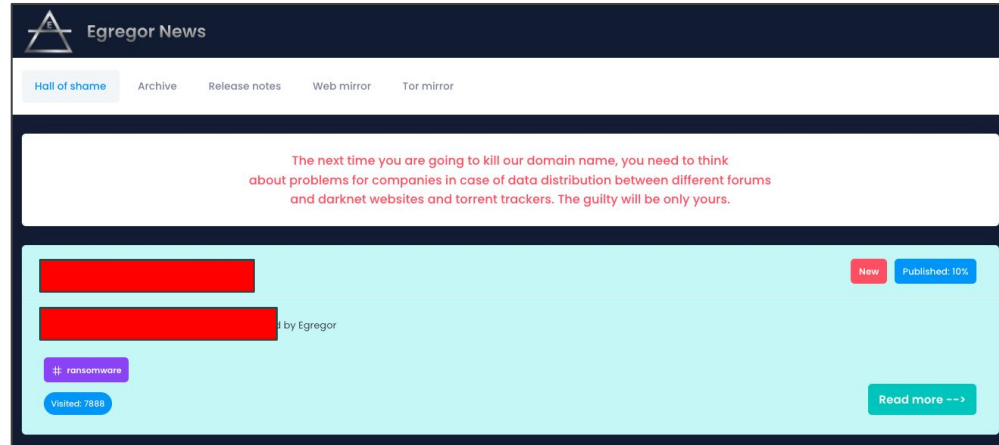 E
Egregor News
Hall of shame Archive Release notes Web mirror Tor mirror
The next time you are going to kill our domain name, you need to think
about problems for companies in case of data distribution between different forums
and darknet websites and torrent trackers. The guilty will be only yours.
New Published: 10%
by Egregor
# ransomware
Visited: 7888
Read more -->